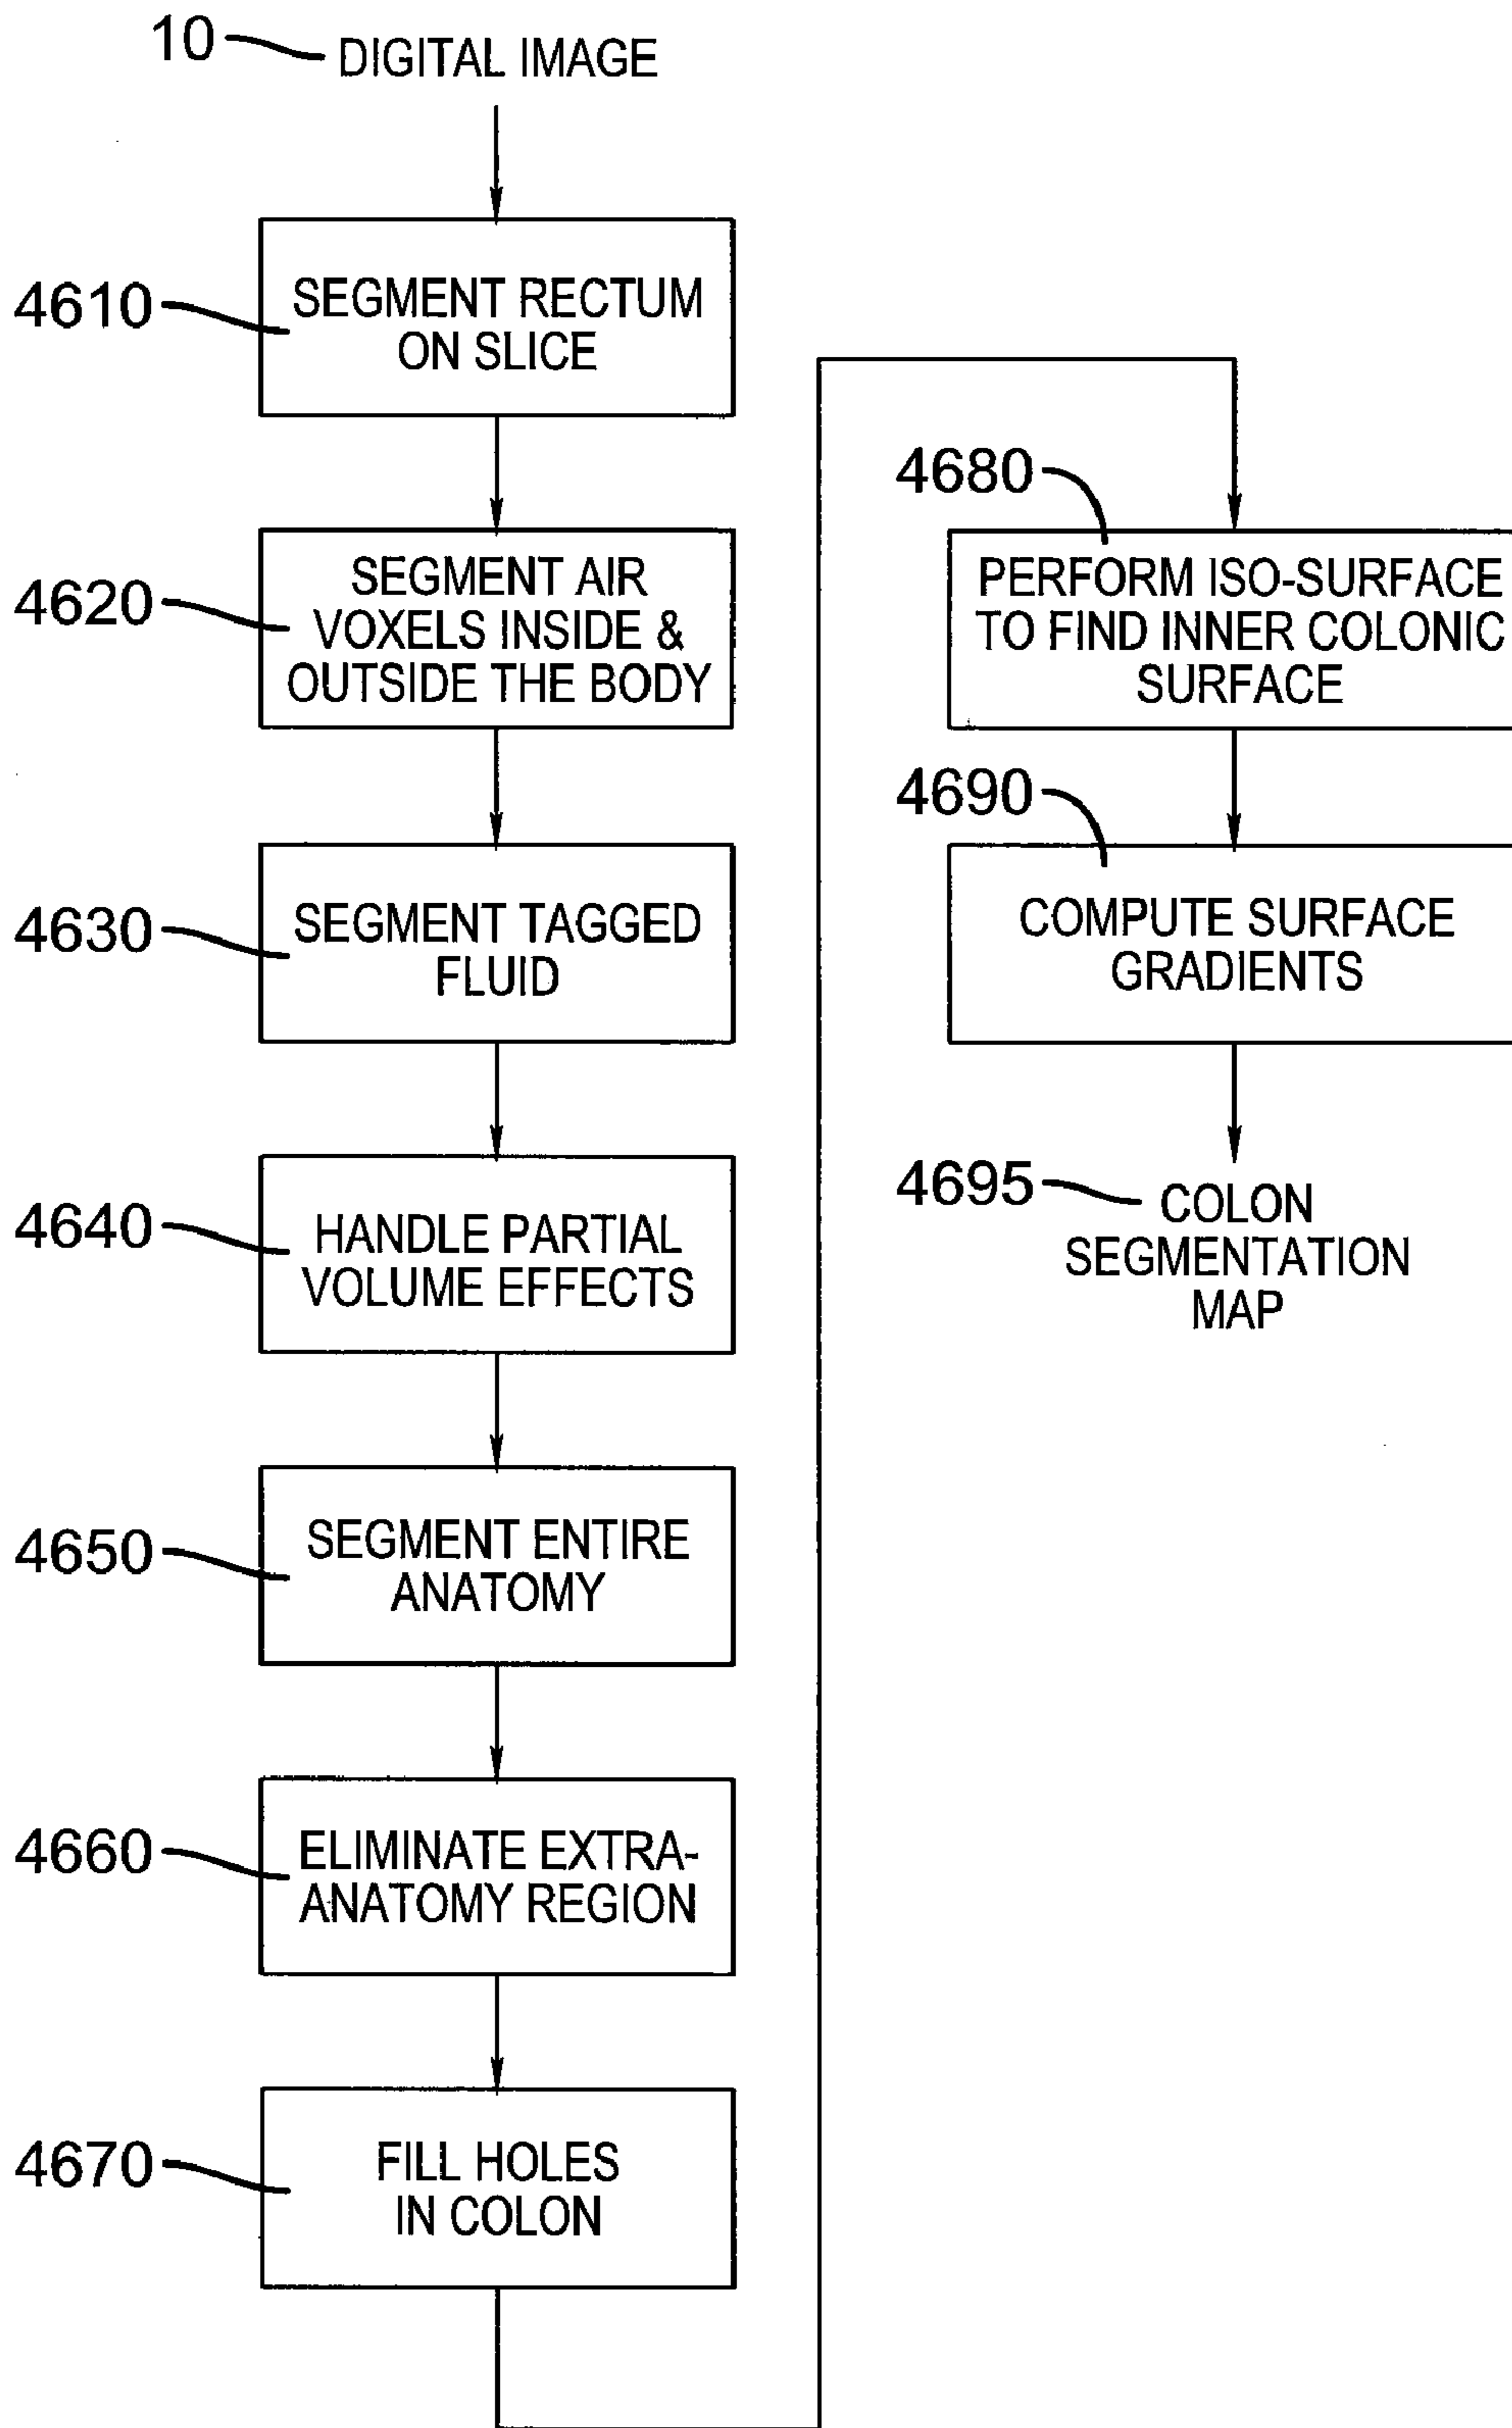 10
DIGITAL IMAGE
4610
SEGMENT RECTUM
ON SLICE
4620
SEGMENT AIR
VOXELS INSIDE &
OUTSIDE THE BODY
4630
SEGMENT TAGGED
FLUID
4640
HANDLE PARTIAL
VOLUME EFFECTS
4650
SEGMENT ENTIRE
ANATOMY
4660
ELIMINATE EXTRA-
ANATOMY REGION
4670
FILL HOLES
IN COLON
4680
PERFORM ISO-SURFACE
TO FIND INNER COLONIC
SURFACE
4690
COMPUTE SURFACE
GRADIENTS
4695
COLON
SEGMENTATION
MAP